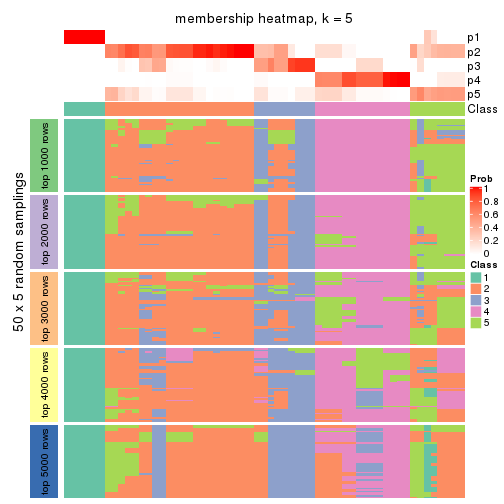 membership heatmap, k = 5
p1
p2
p3
p4
p5
Class
50 x 5 random samplings
top 1000 rows
top 2000 rows
top 3000 rows
top 4000 rows
top 5000 rows
Prob
1
0.8
0.6
0.4
0.2
0
Class
1
2
3
4
5